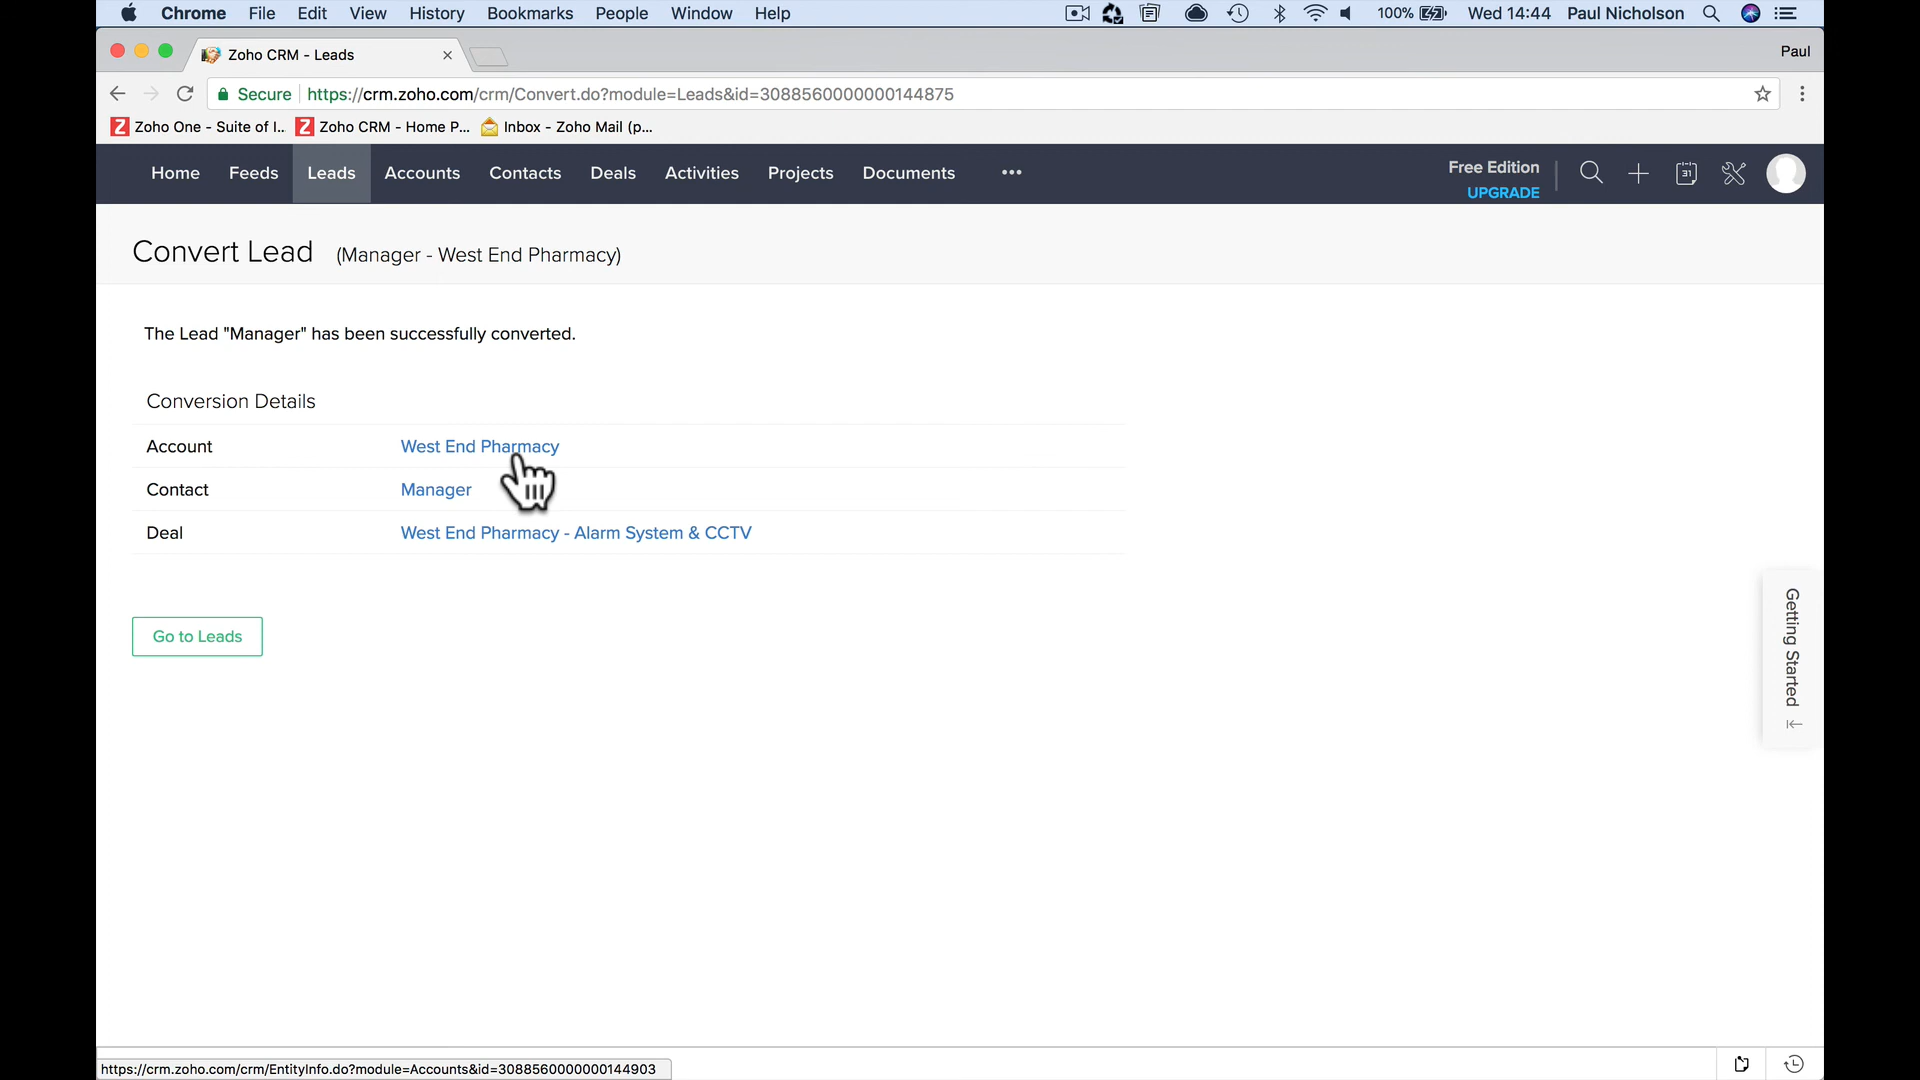 Chrome File Edit View History Bookmarks People Window Help 100% Wed 14:44 Paul Nicholson
Zoho CRM - Leads Paul
Secure https://crm.zoho.com/crm/Convert.do?module=Leads&id=3088560000000144875
Zoho One - Suite of I... Zoho CRM - Home P... Inbox - Zoho Mail (p...
Home Feeds Leads Accounts Contacts Deals Activities Projects Documents ••• Free Edition
UPGRADE
31
Convert Lead (Manager - West End Pharmacy)
The Lead "Manager" has been successfully converted.
Conversion Details
Account West End Pharmacy
Contact Manager
Deal West End Pharmacy - Alarm System & CCTV
Go to Leads
Getting Started
https://crm.zoho.com/crm/EntityInfo.do?module=Accounts&id=3088560000000144903